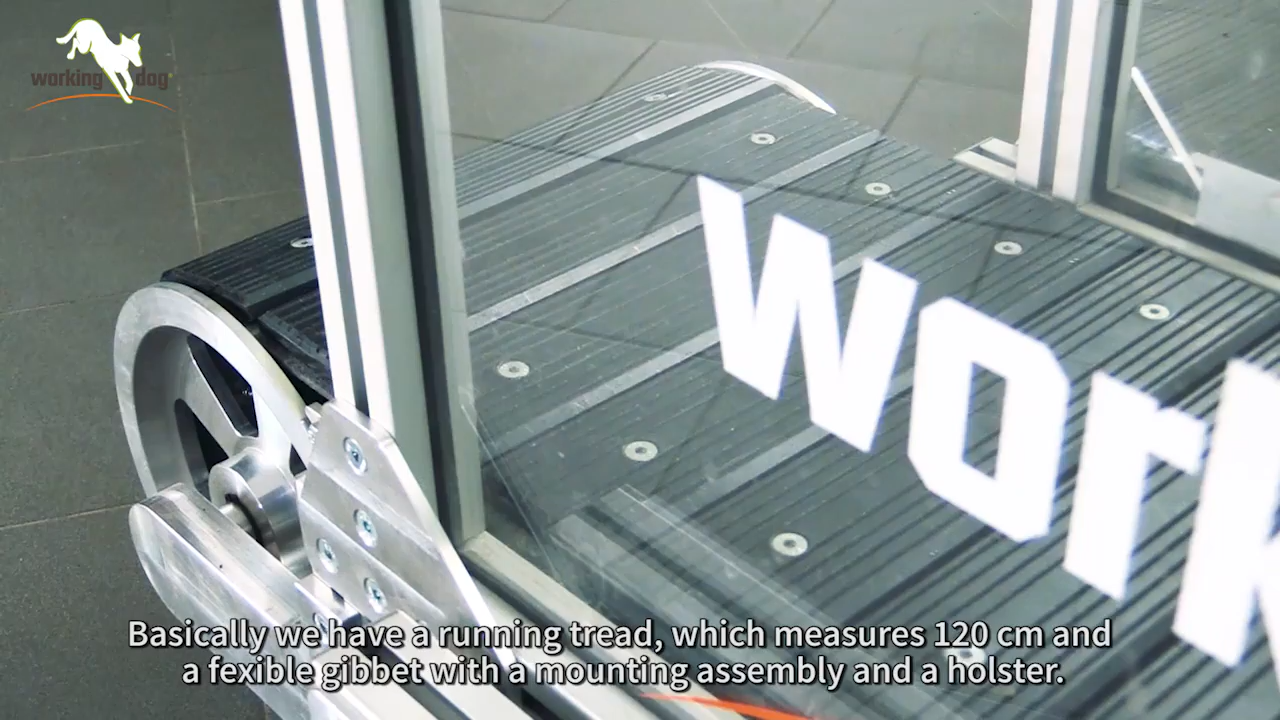 working dog
Work
Basically we have a running tread, which measures 120 cm and
a fexible gibbet with a mounting assembly and a holster.